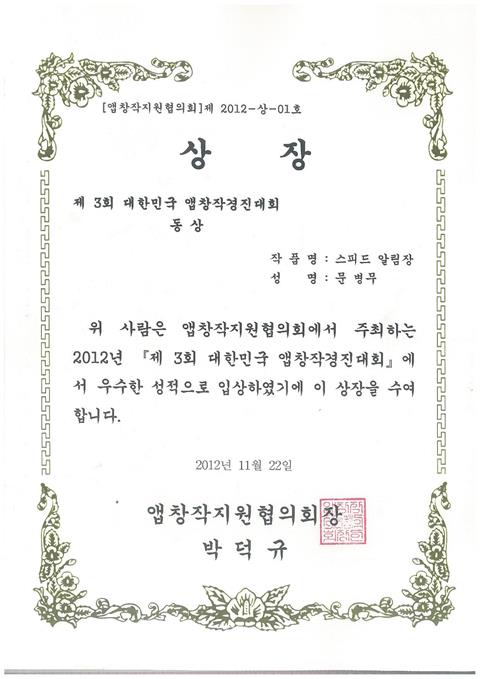 [앱창작지원협의회]제 2012-상-01호
상 장
제 3회 대한민국 앱창작경진대회
동상
작 품 명 : 스피드 알림장
성 명 : 문 병무
위 사람은 앱창작지원협의회에서 주최하는
2012년 『제 3회 대한민국 앱창작경진대회』에
서 우수한 성적으로 입상하였기에 이 상장을 수여
합니다.
2012년 11월 22일
앱창작지원협의회장
박 덕 규